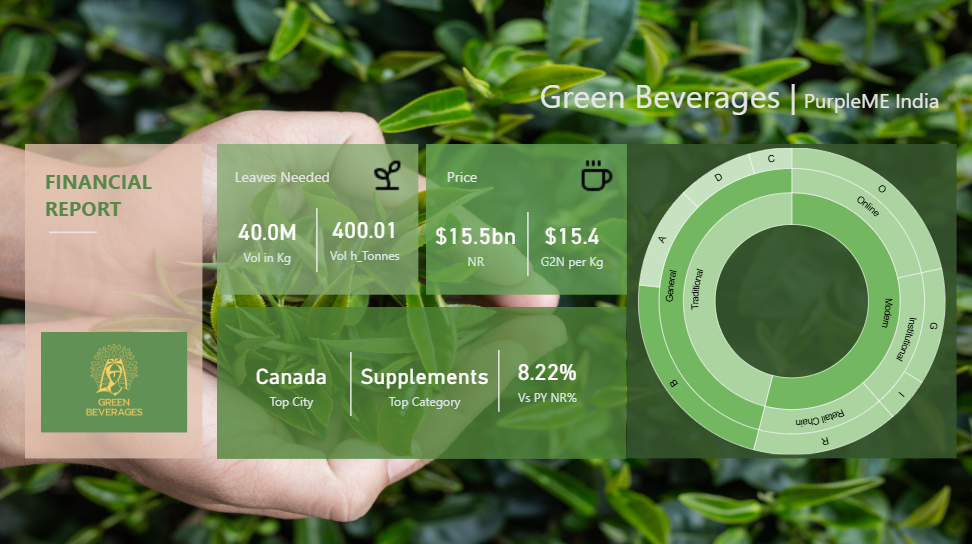 Green Beverages | PurpleME India
FINANCIAL
REPORT
GREEN
BEVERAGES
Leaves Needed
40.0M
Vol in Kg
400.01
Vol h_Tonnes
Price
$15.5bn
NR
$15.4
G2N per Kg
Canada
Top City
Supplements
Top Category
8.22%
Vs PY NR%
C
O
D
Online
A
General
Traditional
Modern
Institutional
G
B
I
Retail Chain
R